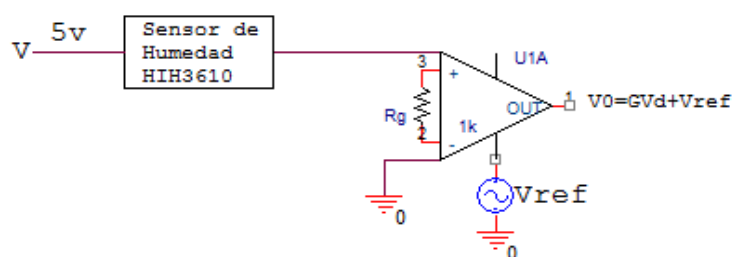 V
5v
Sensor de
Humedad
HIH3610
3
+
U1A
Rg
1k
OUT
1
V0=GVd+Vref
2
-
Vref
0
0